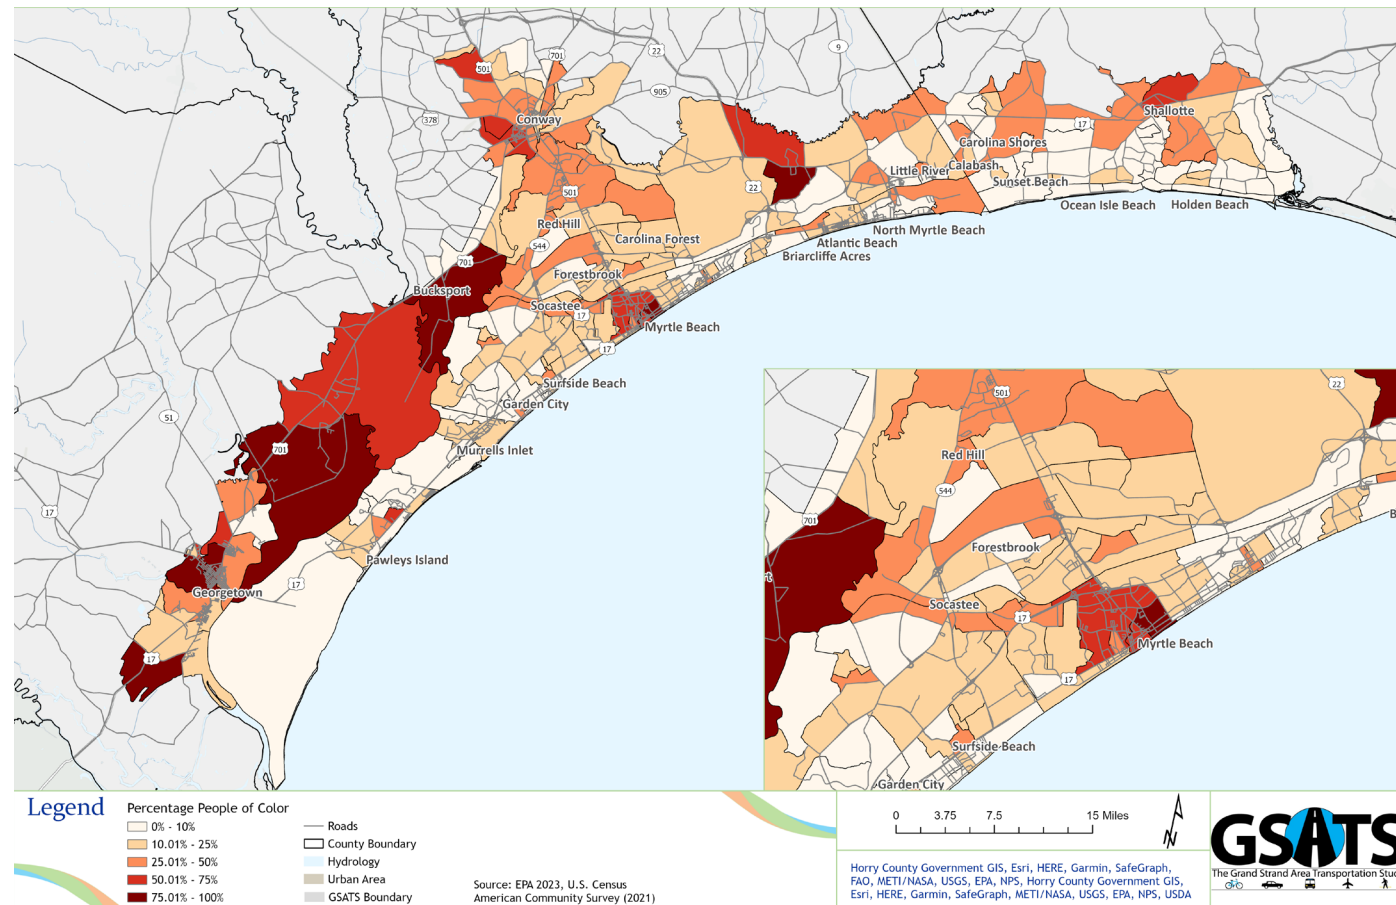 501
701
22
9
905
378
Conway
17
Shallotte
Carolina Shores
Calabash
Little River
Sunset Beach
22
501
Ocean Isle Beach
Holden Beach
Red Hill
544
Carolina Forest
North Myrtle Beach
Atlantic Beach
Briarcliffe Acres
701
Forestbrook
Bucksport
Socastee
17
Myrtle Beach
17
Surfside Beach
Garden City
51
Murrells Inlet
701
17
Pawleys Island
17
Georgetown
17
22
501
Red Hill
544
701
Forestbrook
t
B
Socastee
17
Myrtle Beach
17
Surfside Beach
Garden City
Legend
Percentage People of Color
0% - 10%
10.01% - 25%
25.01% - 50%
50.01% - 75%
75.01% - 100%
Roads
County Boundary
Hydrology
Urban Area
GSATS Boundary
Source: EPA 2023, U.S. Census
American Community Survey (2021)
0 3.75 7.5 15 Miles
N
Horry County Government GIS, Esri, HERE, Garmin, SafeGraph,
FAO, METI/NASA, USGS, EPA, NPS, Horry County Government GIS,
Esri, HERE, Garmin, SafeGraph, METI/NASA, USGS, EPA, NPS, USDA
GSATS
The Grand Strand Area Transportation Stud